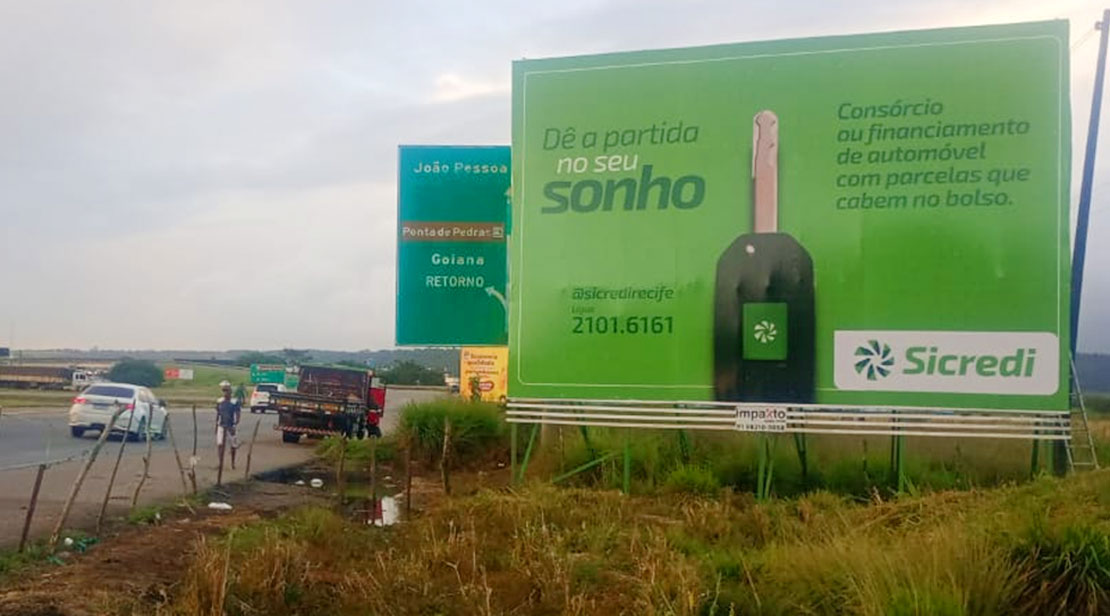 João Pessoa
Ponta de Pedras
Goiana
RETORNO
Dê a partida
no seu
sonho
@sicredirecife
Ligue
2101.6161
Consórcio
ou financiamento
de automóvel
com parcelas que
cabem no bolso.
Sicredi
impakto